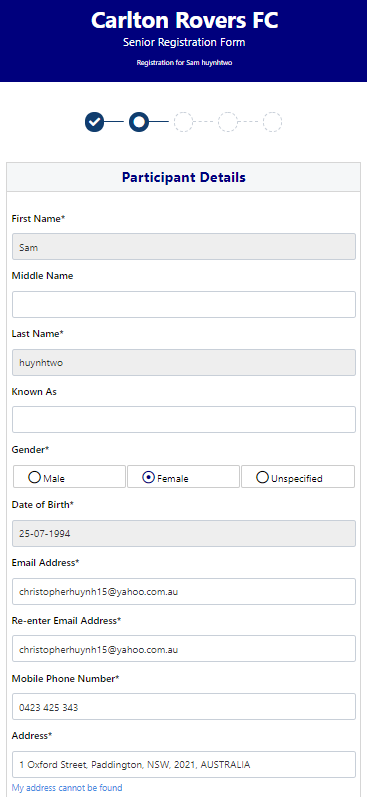 Carlton Rovers FC
Senior Registration Form
Registration for Sam huynhtwo
Participant Details
First Name*
Sam
Middle Name
Last Name*
huynhtwo
Known As
Gender*
Male Female Unspecified
Date of Birth*
25-07-1994
Email Address*
christopherhuynh15@yahoo.com.au
Re-enter Email Address*
christopherhuynh15@yahoo.com.au
Mobile Phone Number*
0423 425 343
Address*
1 Oxford Street, Paddington, NSW, 2021, AUSTRALIA
My address cannot be found